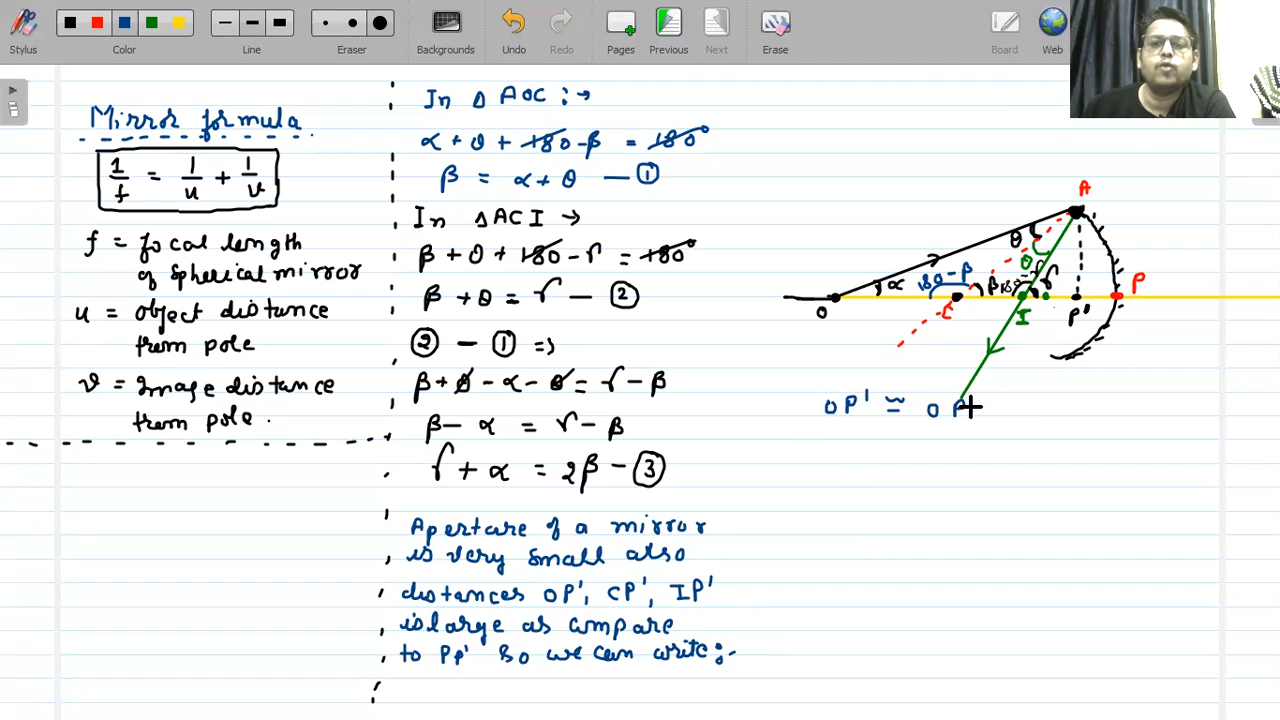 Stylus
Color
Line
Eraser
Backgrounds
Undo
Redo
Pages
Previous
Next
Erase
Board
Web
Mirror formula
1/f = 1/u + 1/v
f = focal length
of spherical mirror
u = object distance
from pole
v = Image distance
from pole.
In Δ AOC :→
α + θ + 180 - β = 180°
β = α + θ — ①
In ΔACI →
β + θ + 180 - γ = 180°
β + θ = γ — ②
② — ① ⇒
β + θ - α - θ = γ - β
β - α = γ - β
γ + α = 2β — ③
Aperture of a mirror
is very small also
distances OP', CP', IP'
is large as compare
to PP' so we can write :-
A
θ
θ
α
180-β
β
180-γ
γ
P
O
C
I
P'
OP' ≅ OP